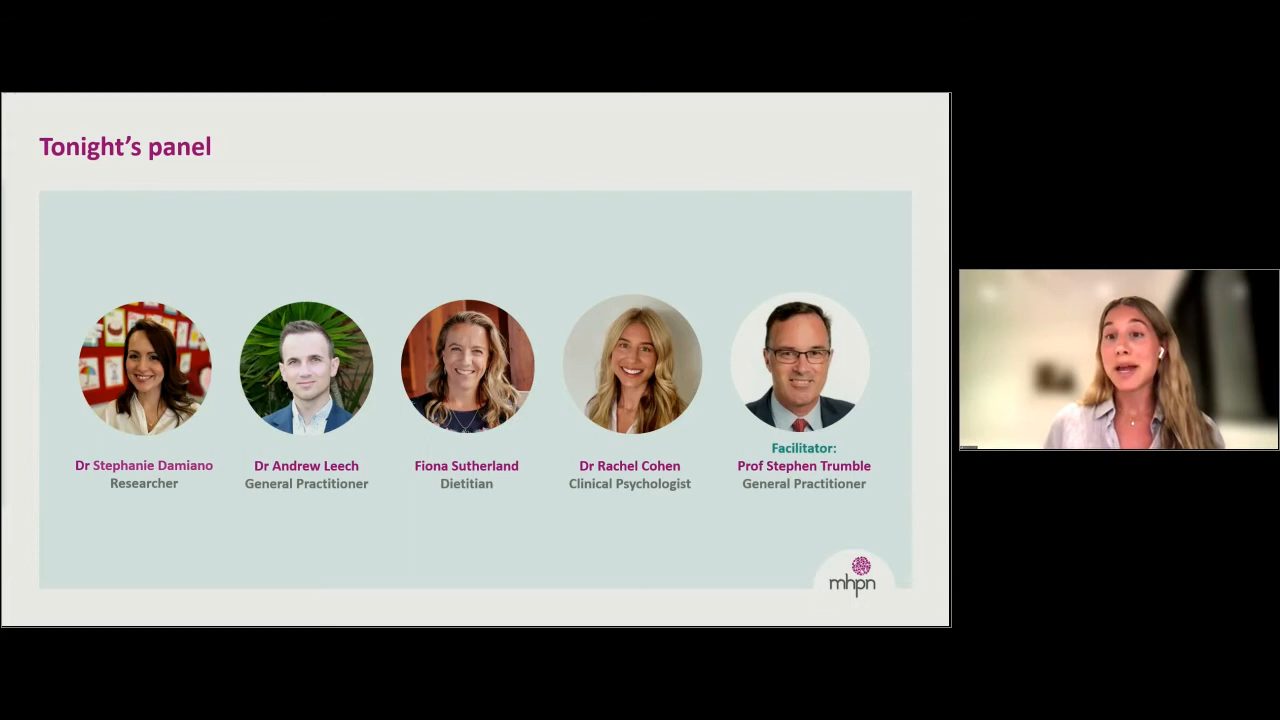 Tonight's panel
Dr Stephanie Damiano
Researcher
Dr Andrew Leech
General Practitioner
Fiona Sutherland
Dietitian
Dr Rachel Cohen
Clinical Psychologist
Facilitator:
Prof Stephen Trumble
General Practitioner
mhpn